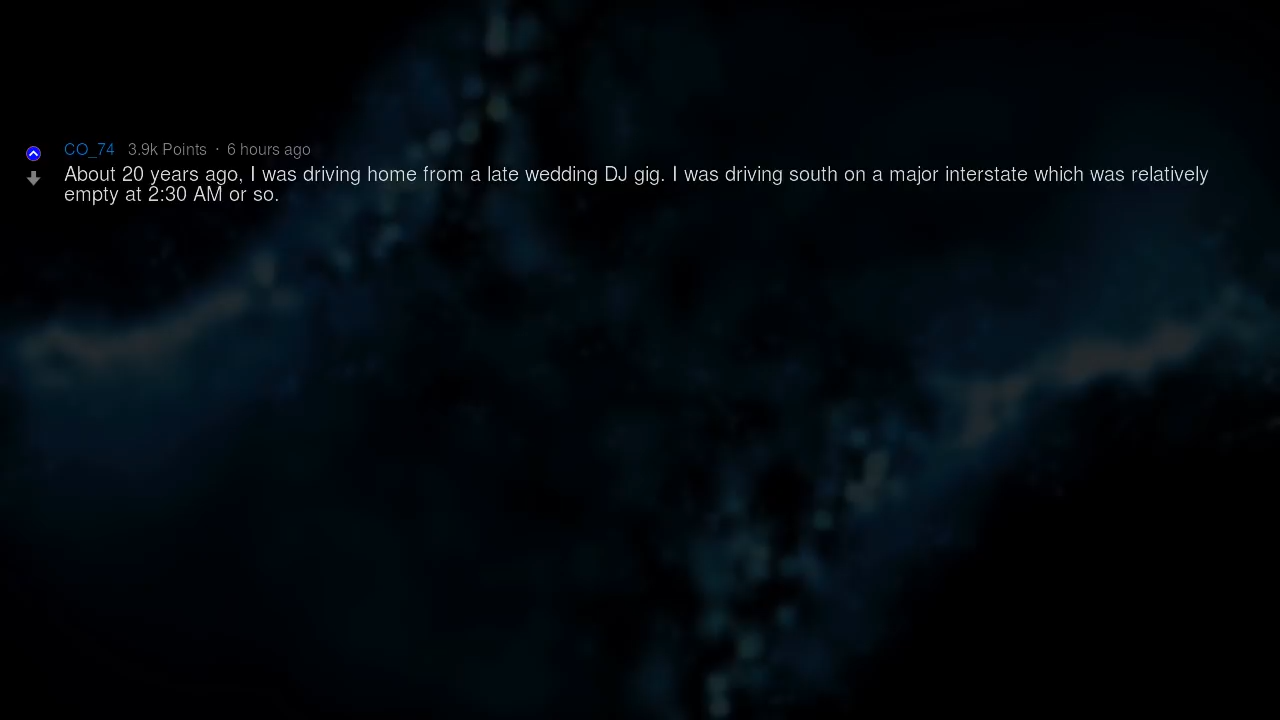 CO_74 3.9k Points · 6 hours ago
About 20 years ago, I was driving home from a late wedding DJ gig. I was driving south on a major interstate which was relatively
empty at 2:30 AM or so.